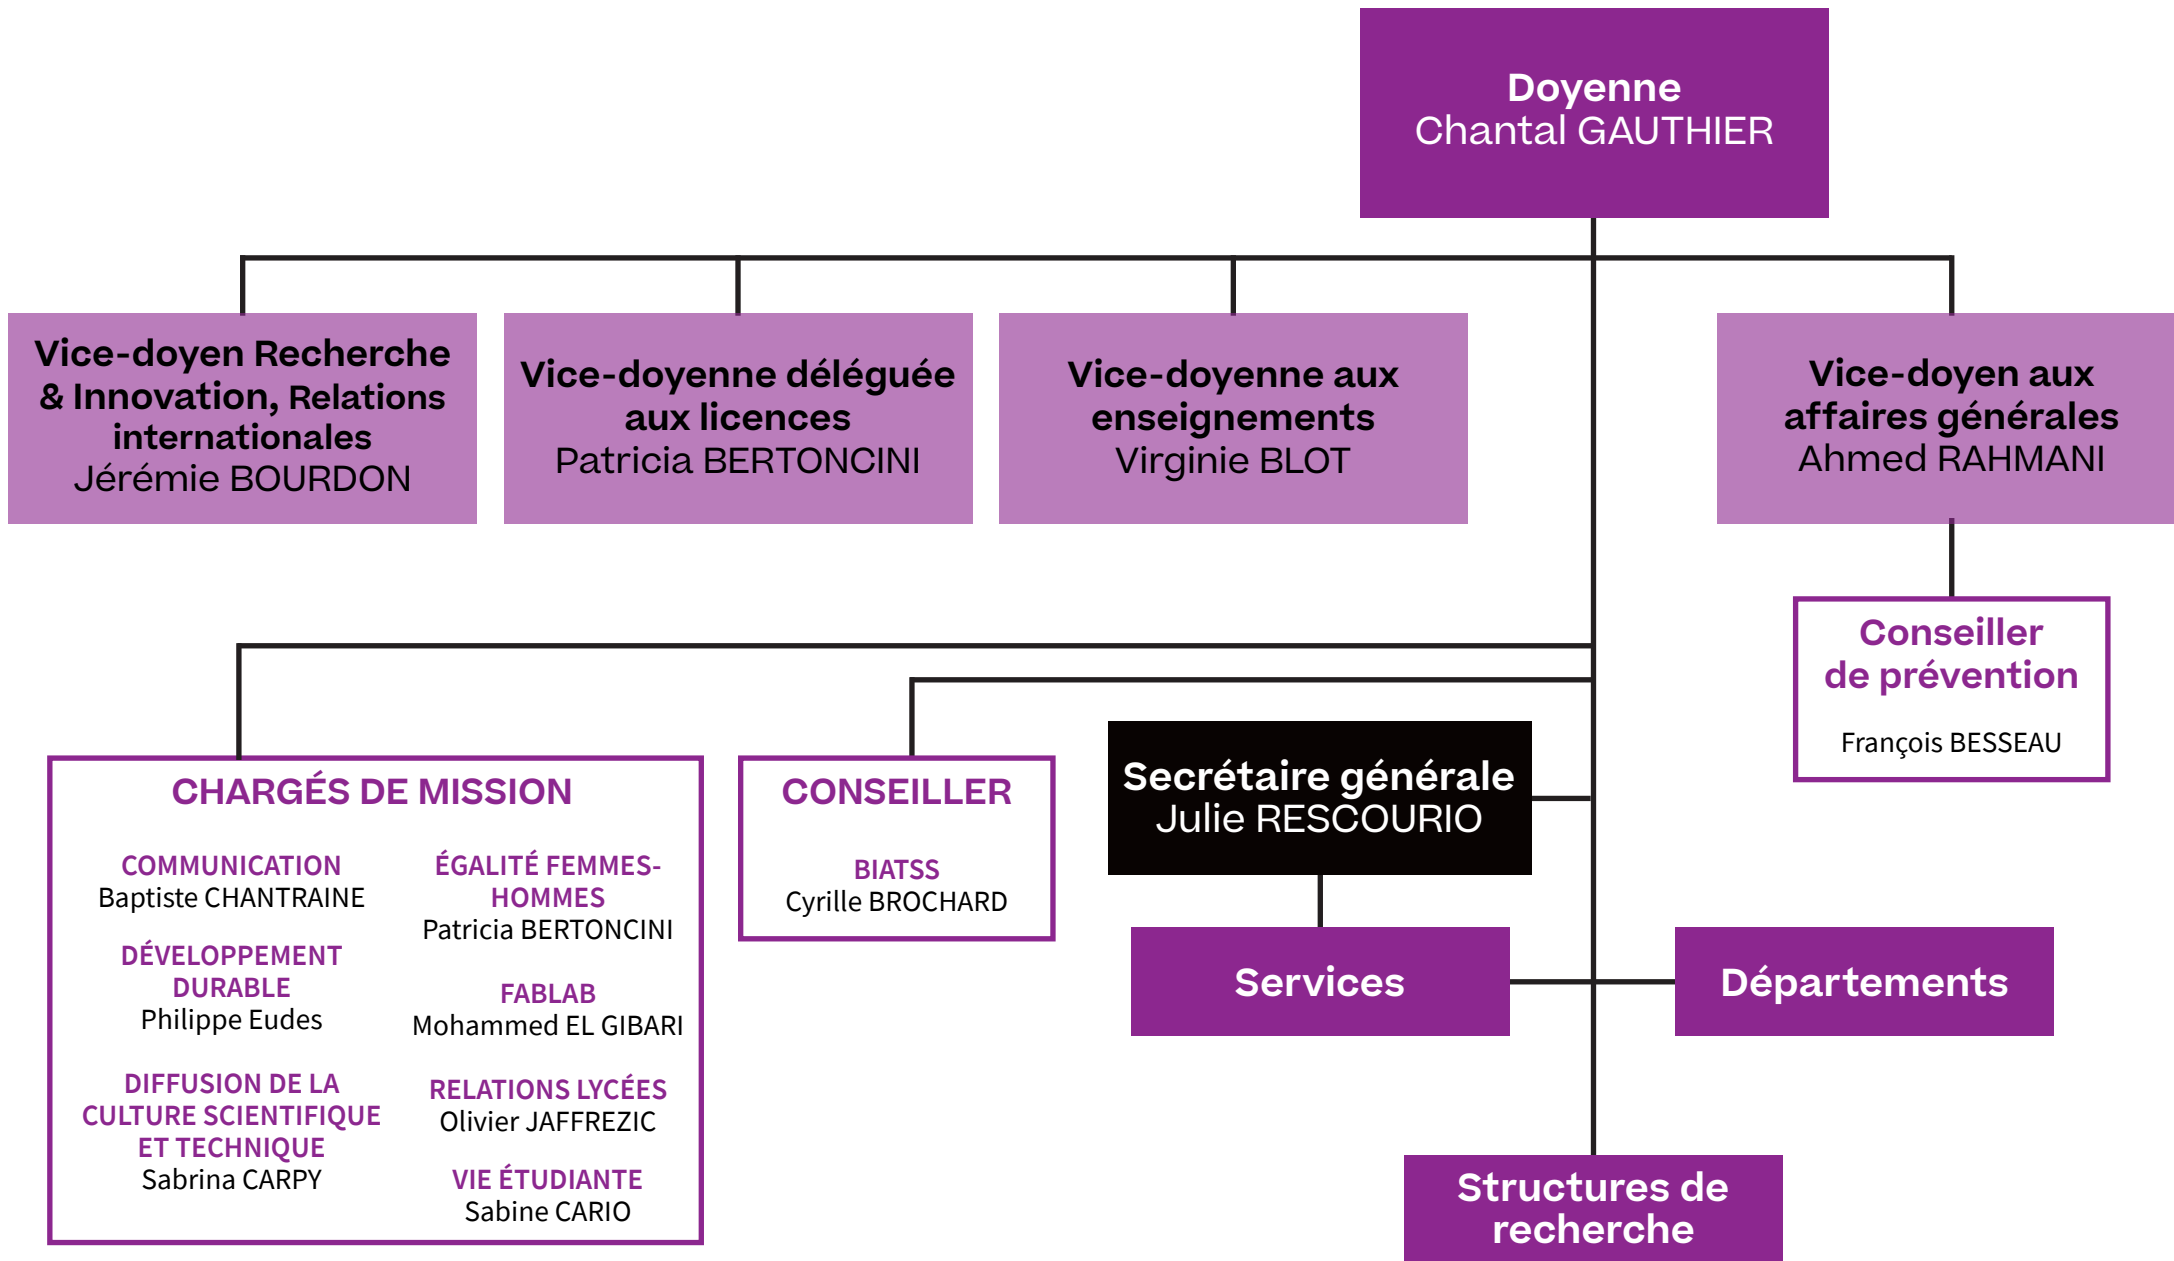 Doyenne
Chantal GAUTHIER
Vice-doyen Recherche
& Innovation, Relations
internationales
Jérémie BOURDON
Vice-doyenne déléguée
aux licences
Patricia BERTONCINI
Vice-doyenne aux
enseignements
Virginie BLOT
Vice-doyen aux
affaires générales
Ahmed RAHMANI
Conseiller
de prévention
François BESSEAU
CHARGÉS DE MISSION
COMMUNICATION
Baptiste CHANTRAINE
DÉVELOPPEMENT
DURABLE
Philippe Eudes
DIFFUSION DE LA
CULTURE SCIENTIFIQUE
ET TECHNIQUE
Sabrina CARPY
ÉGALITÉ FEMMES-
HOMMES
Patricia BERTONCINI
FABLAB
Mohammed EL GIBARI
RELATIONS LYCÉES
Olivier JAFFREZIC
VIE ÉTUDIANTE
Sabine CARIO
CONSEILLER
BIATSS
Cyrille BROCHARD
Secrétaire générale
Julie RESCOURIO
Services
Départements
Structures de
recherche